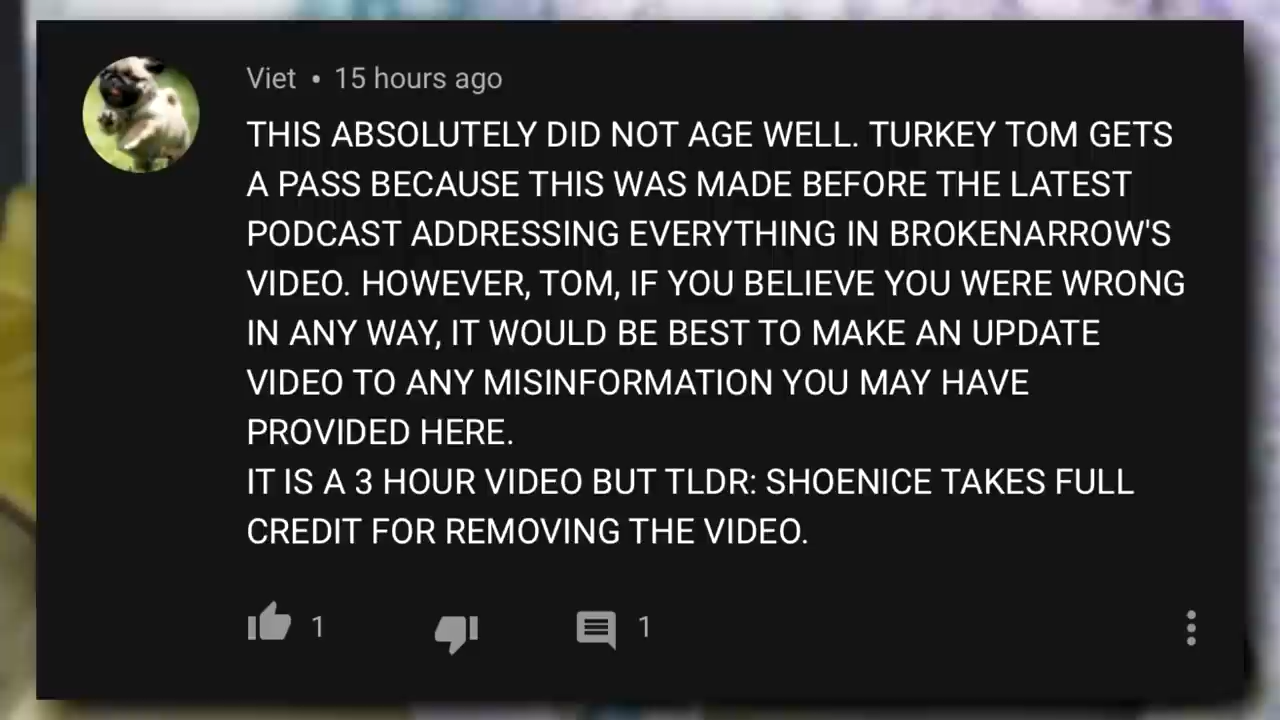 Viet • 15 hours ago
THIS ABSOLUTELY DID NOT AGE WELL. TURKEY TOM GETS
A PASS BECAUSE THIS WAS MADE BEFORE THE LATEST
PODCAST ADDRESSING EVERYTHING IN BROKENARROW'S
VIDEO. HOWEVER, TOM, IF YOU BELIEVE YOU WERE WRONG
IN ANY WAY, IT WOULD BE BEST TO MAKE AN UPDATE
VIDEO TO ANY MISINFORMATION YOU MAY HAVE
PROVIDED HERE.
IT IS A 3 HOUR VIDEO BUT TLDR: SHOENICE TAKES FULL
CREDIT FOR REMOVING THE VIDEO.
1 1